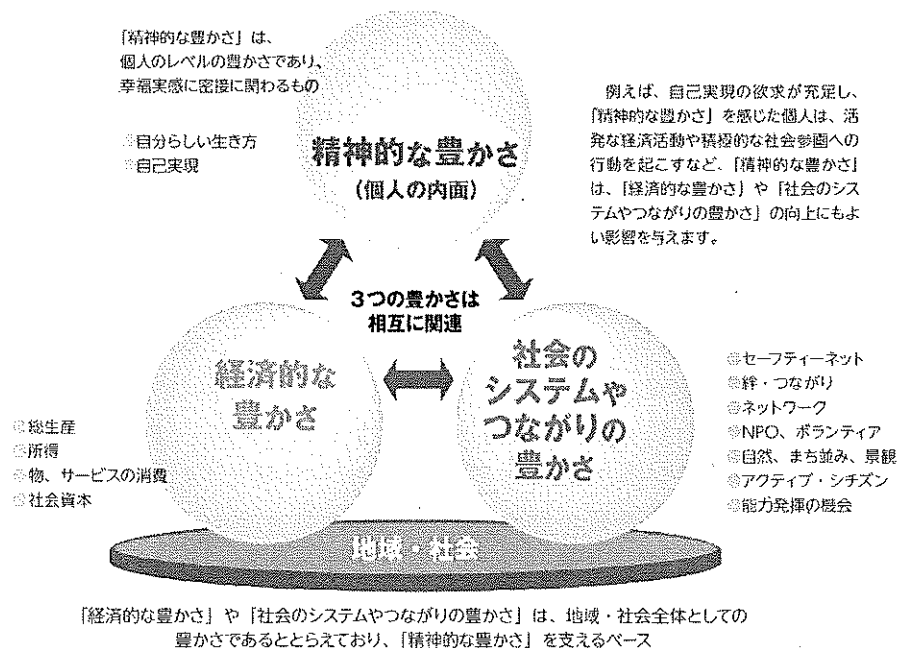 「精神的な豊かさ」は、
個人のレベルの豊かさであり、
幸福実感に密接に関わるもの
自分らしい生き方
自己実現
精神的な豊かさ
(個人の内面)
例えば、自己実現の欲求が充足し、
「精神的な豊かさ」を感じた個人は、活
発な経済活動や積極的な社会参画への
行動を起こすなど、「精神的な豊かさ」
は、「経済的な豊かさ」や「社会のシス
テムやつながりの豊かさ」の向上にもよ
い影響を与えます。
3つの豊かさは
相互に関連
経済的な
豊かさ
総生産
所得
物、サービスの消費
社会資本
社会の
システムや
つながりの
豊かさ
セーフティーネット
絆・つながり
ネットワーク
NPO、ボランティア
自然、まち並み、景観
アクティブ・シチズン
能力発揮の機会
地域・社会
「経済的な豊かさ」や「社会のシステムやつながりの豊かさ」は、地域・社会全体としての
豊かさであるととらえており、「精神的な豊かさ」を支えるベース